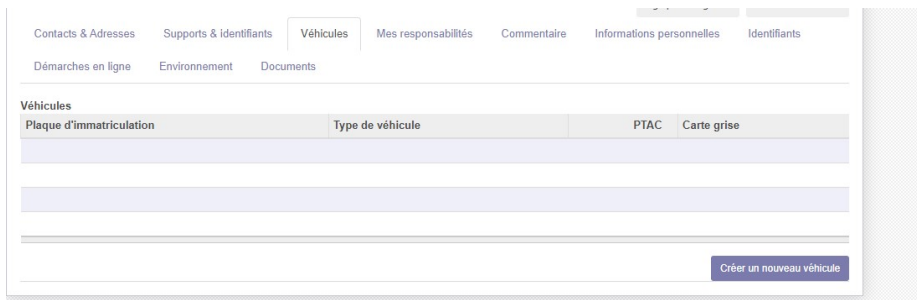 Contacts & Adresses Supports & identifiants Véhicules Mes responsabilités Commentaire Informations personnelles Identifiants
Démarches en ligne Environnement Documents
Véhicules
Plaque d'immatriculation Type de véhicule PTAC Carte grise
Créer un nouveau véhicule